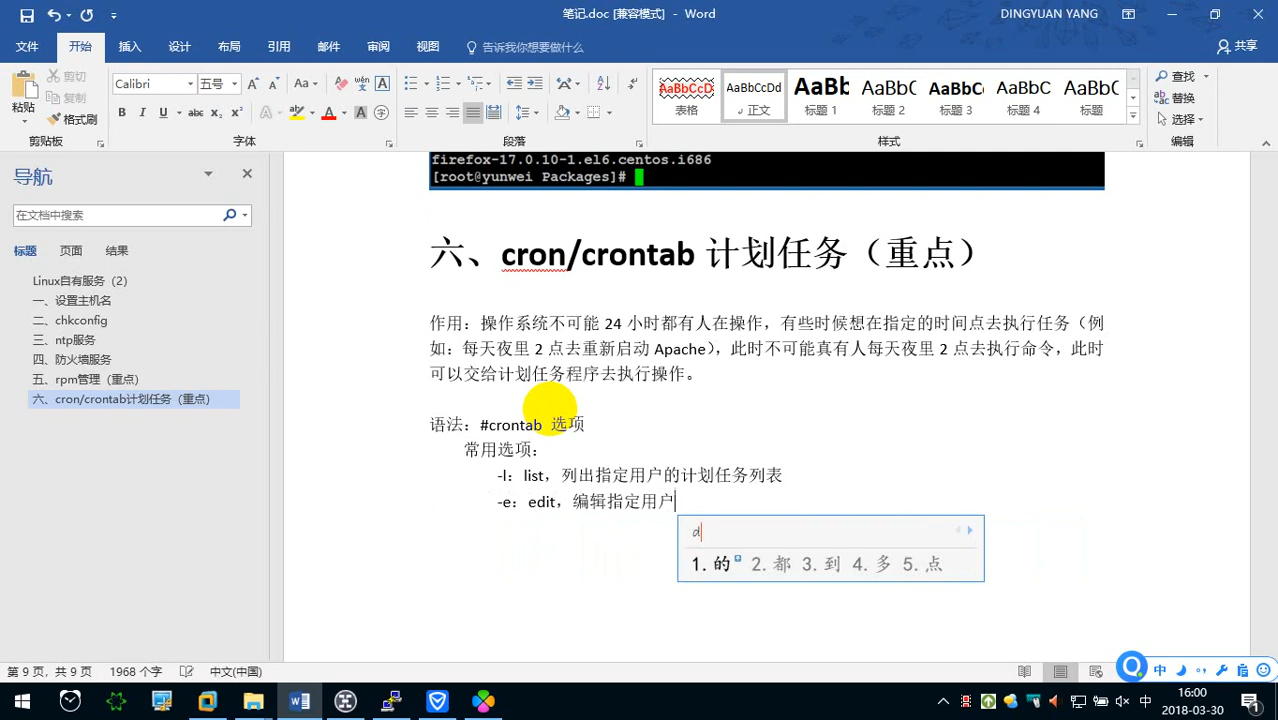 笔记.doc [兼容模式] - Word
DINGYUAN YANG
文件 开始 插入 设计 布局 引用 邮件 审阅 视图 告诉我你想要做什么 共享
粘贴 剪切 复制 格式刷
Calibri 五号
AaBbCcD 表格
AaBbCcDd 正文
AaBb 标题 1
AaBbC 标题 2
AaBbC 标题 3
AaBbC 标题 4
AaBbC 标题 5
查找
替换
选择
剪贴板 字体 段落 样式 编辑
导航
在文档中搜索
标题 页面 结果
Linux自有服务(2)
一、设置主机名
二、chkconfig
三、ntp服务
四、防火墙服务
五、rpm管理(重点)
六、cron/crontab计划任务(重点)
firefox-17.0.10-1.el6.centos.i686
[root@yunwei Packages]#
六、cron/crontab 计划任务(重点)
作用:操作系统不可能 24 小时都有人在操作,有些时候想在指定的时间点去执行任务(例
如:每天夜里 2 点去重新启动 Apache),此时不可能真有人每天夜里 2 点去执行命令,此时
可以交给计划任务程序去执行操作。
语法:#crontab 选项
常用选项:
-l:list,列出指定用户的计划任务列表
-e:edit,编辑指定用户
d
1.的 2.都 3.到 4.多 5.点
第 9 页,共 9 页 1968 个字 中文(中国)
中
中 16:00
2018-03-30
1